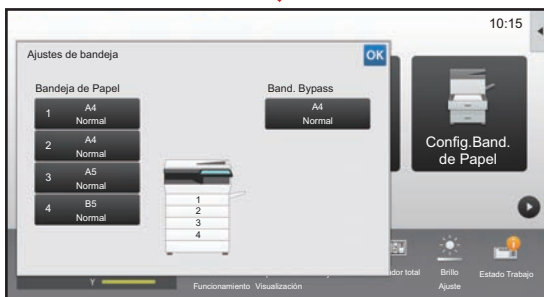 10:15
Ajustes de bandeja
OK
Bandeja de Papel
Band. Bypass
1 A4
Normal
A4
Normal
2 A4
Normal
3 A5
Normal
4 B5
Normal
1
2
3
4
Config.Band.
de Papel
Y
Funcionamiento
Visualización
total
Brillo
Ajuste
Estado Trabajo